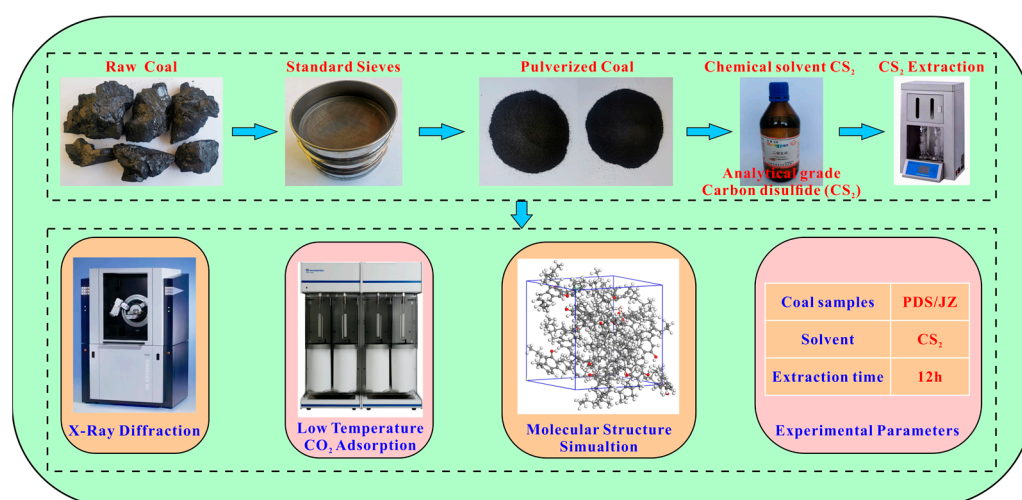 Raw Coal
Standard Sieves
Pulverized Coal
Chemical solvent CS₂
CS₂ Extraction
Analytical grade
Carbon disulfide (CS₂)
X-Ray Diffraction
Low Temperature
CO₂ Adsorption
Molecular Structure
Simualtion
Coal samples PDS/JZ
Solvent CS₂
Extraction time 12h
Experimental Parameters